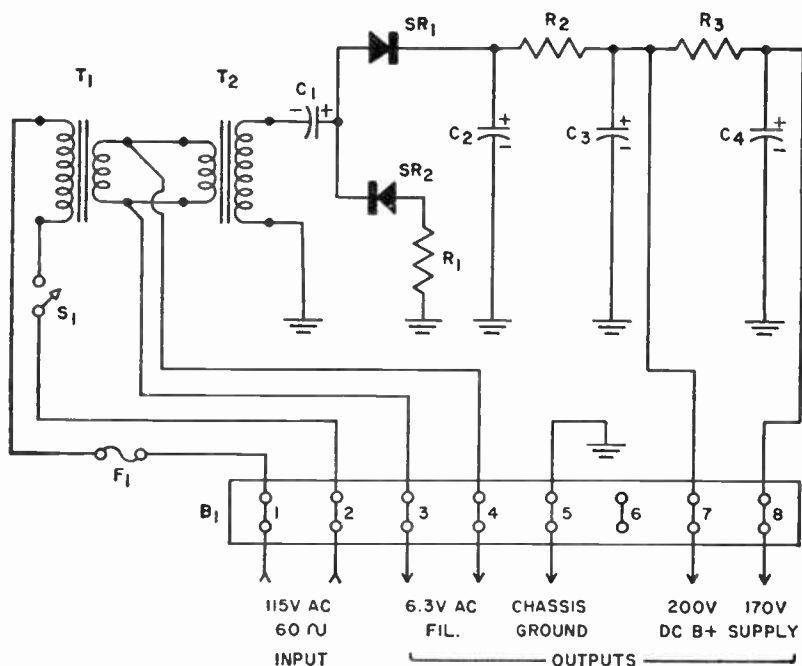 SR1
R2
R3
T1
T2
C1
- +
+
-
C2
+
-
C3
+
-
C4
SR2
R1
S1
F1
B1
1 2 3 4 5 6 7 8
115V AC
60 ∿
INPUT
6.3V AC
FIL.
CHASSIS
GROUND
200V
DC B+
170V
SUPPLY
OUTPUTS